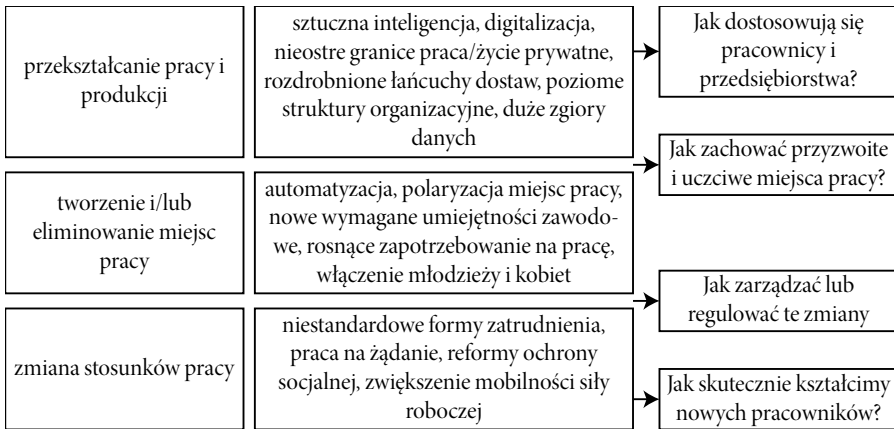 przekształcanie pracy i
produkcji
sztuczna inteligencja, digitalizacja,
nieostre granice praca/życie prywatne,
rozdrobnione łańcuchy dostaw, poziome
struktury organizacyjne, duże zgiory
danych
Jak dostosowują się
pracownicy i
przedsiębiorstwa?
Jak zachować przyzwoite
i uczciwe miejsca pracy?
tworzenie i/lub
eliminowanie miejsc
pracy
automatyzacja, polaryzacja miejsc pracy,
nowe wymagane umiejętności zawodo-
we, rosnące zapotrzebowanie na pracę,
włączenie młodzieży i kobiet
Jak zarządzać lub
regulować te zmiany
zmiana stosunków pracy
niestandardowe formy zatrudnienia,
praca na żądanie, reformy ochrony
socjalnej, zwiększenie mobilności siły
roboczej
Jak skutecznie kształcimy
nowych pracowników?